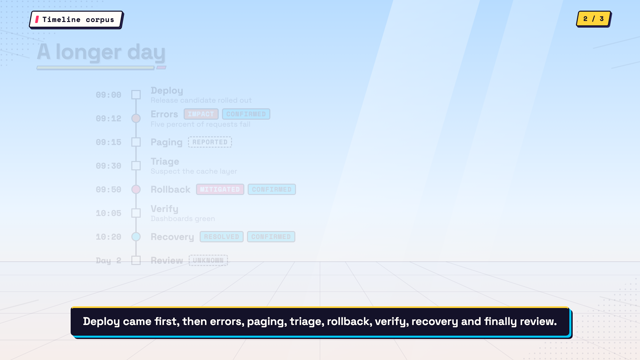 Timeline corpus
2 / 3
A longer day
09:00 Deploy
Release candidate rolled out
09:12 Errors IMPACT CONFIRMED
Five percent of requests fail
09:15 Paging REPORTED
09:30 Triage
Suspect the cache layer
09:50 Rollback MITIGATED CONFIRMED
10:05 Verify
Dashboards green
10:20 Recovery RESOLVED CONFIRMED
Day 2 Review UNKNOWN
Deploy came first, then errors, paging, triage, rollback, verify, recovery and finally review.